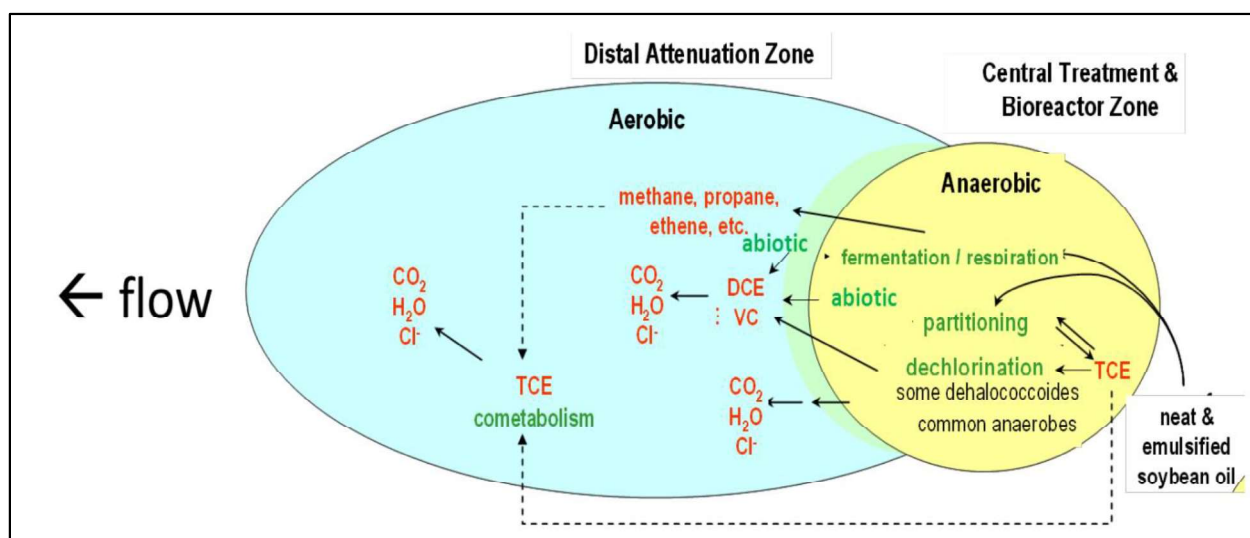 Distal Attenuation Zone
Central Treatment &
Bioreactor Zone
Aerobic
Anaerobic
methane, propane,
ethene, etc.
abiotic
fermentation / respiration
CO₂
H₂O
Cl⁻
← flow
CO₂
H₂O
Cl⁻
DCE
⋮ VC
abiotic
partitioning
dechlorination
TCE
some dehalococcoides
common anaerobes
TCE
cometabolism
CO₂
H₂O
Cl⁻
neat &
emulsified
soybean oil